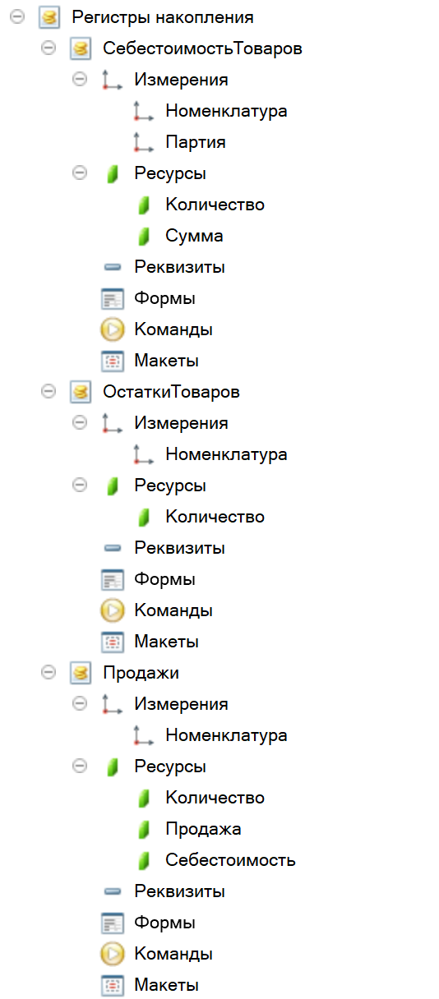 Регистры накопления
СебестоимостьТоваров
Измерения
Номенклатура
Партия
Ресурсы
Количество
Сумма
Реквизиты
Формы
Команды
Макеты
ОстаткиТоваров
Измерения
Номенклатура
Ресурсы
Количество
Реквизиты
Формы
Команды
Макеты
Продажи
Измерения
Номенклатура
Ресурсы
Количество
Продажа
Себестоимость
Реквизиты
Формы
Команды
Макеты